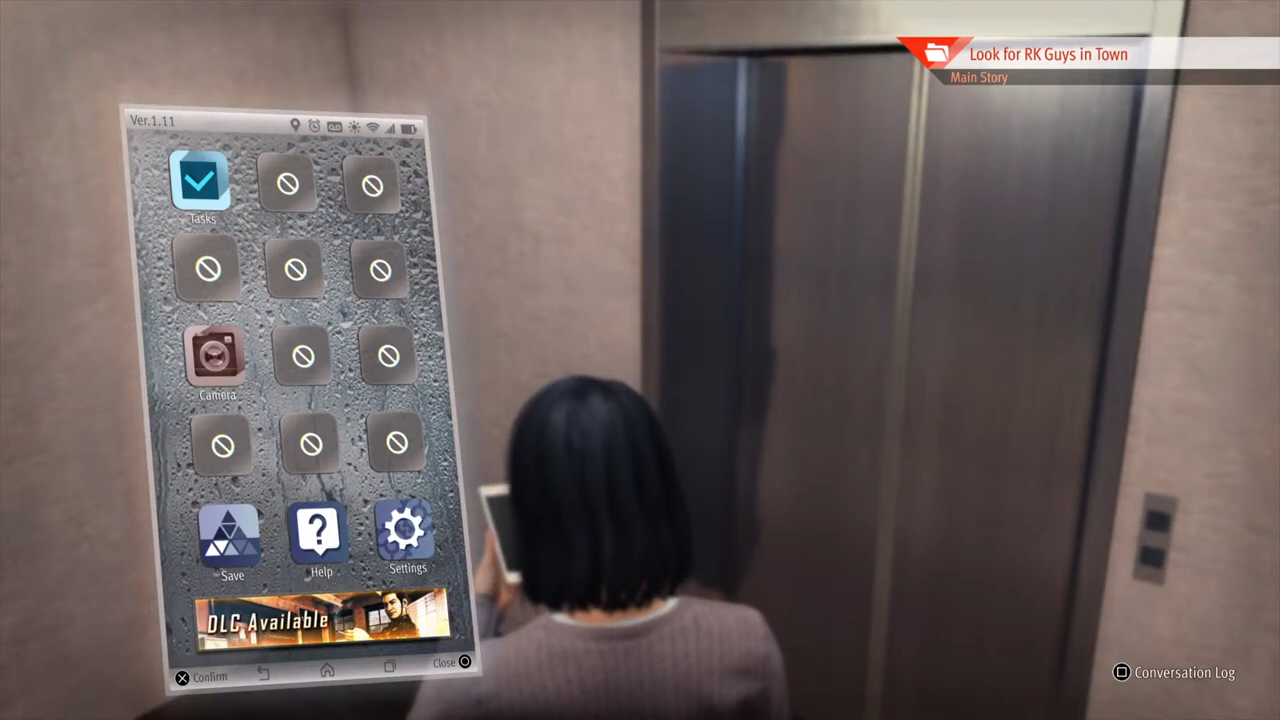 Look for RK Guys in Town
Main Story
Ver.1.11
Tasks
Camera
Save
Help
Settings
DLC Available
Confirm
Close
Conversation Log